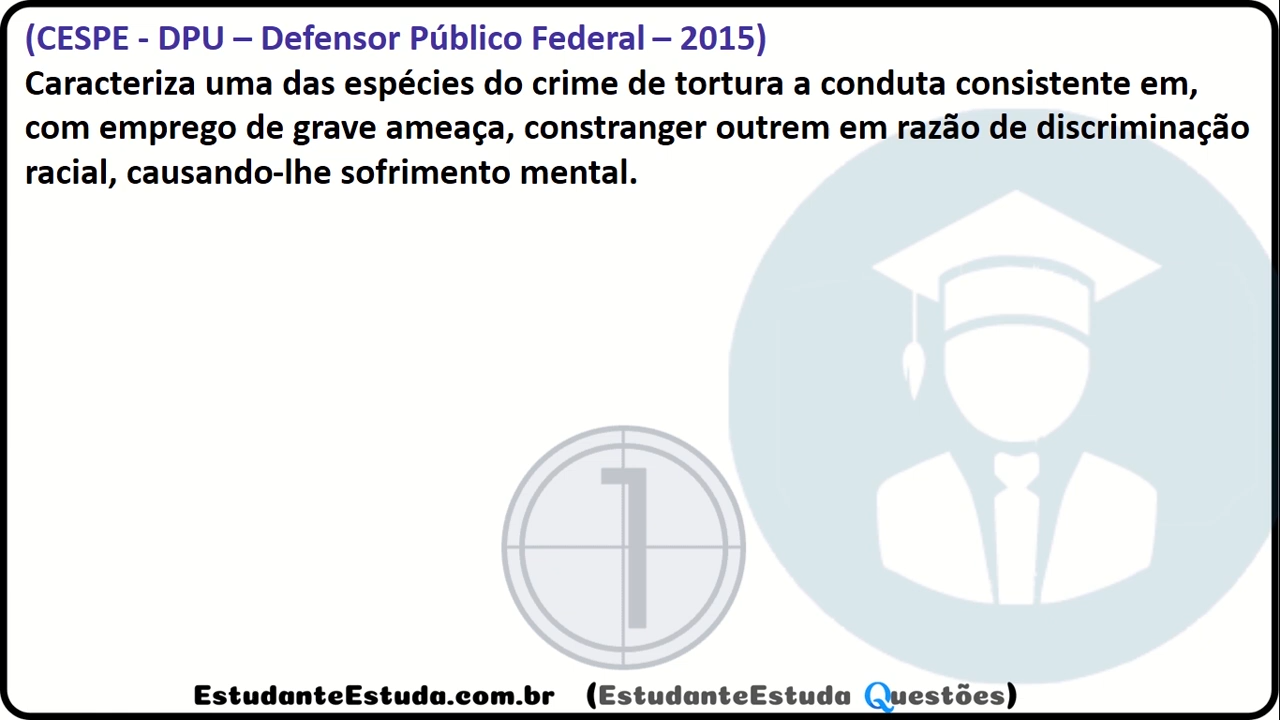 (CESPE - DPU – Defensor Público Federal – 2015)
Caracteriza uma das espécies do crime de tortura a conduta consistente em,
com emprego de grave ameaça, constranger outrem em razão de discriminação
racial, causando-lhe sofrimento mental.
1
EstudanteEstuda.com.br (EstudanteEstuda Questões)